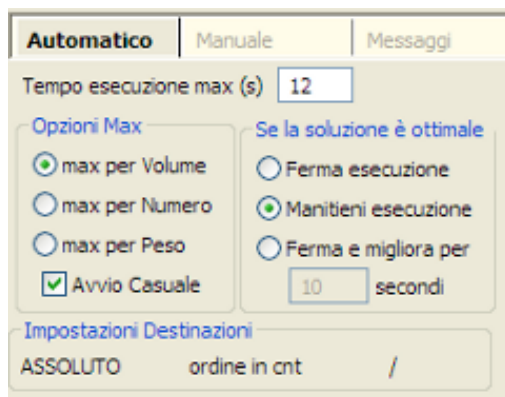 Automatico Manuale Messaggi
Tempo esecuzione max (s) 12
Opzioni Max
max per Volume
max per Numero
max per Peso
Avvio Casuale
Se la soluzione è ottimale
Ferma esecuzione
Manitieni esecuzione
Ferma e migliora per
10 secondi
Impostazioni Destinazioni
ASSOLUTO ordine in cnt /